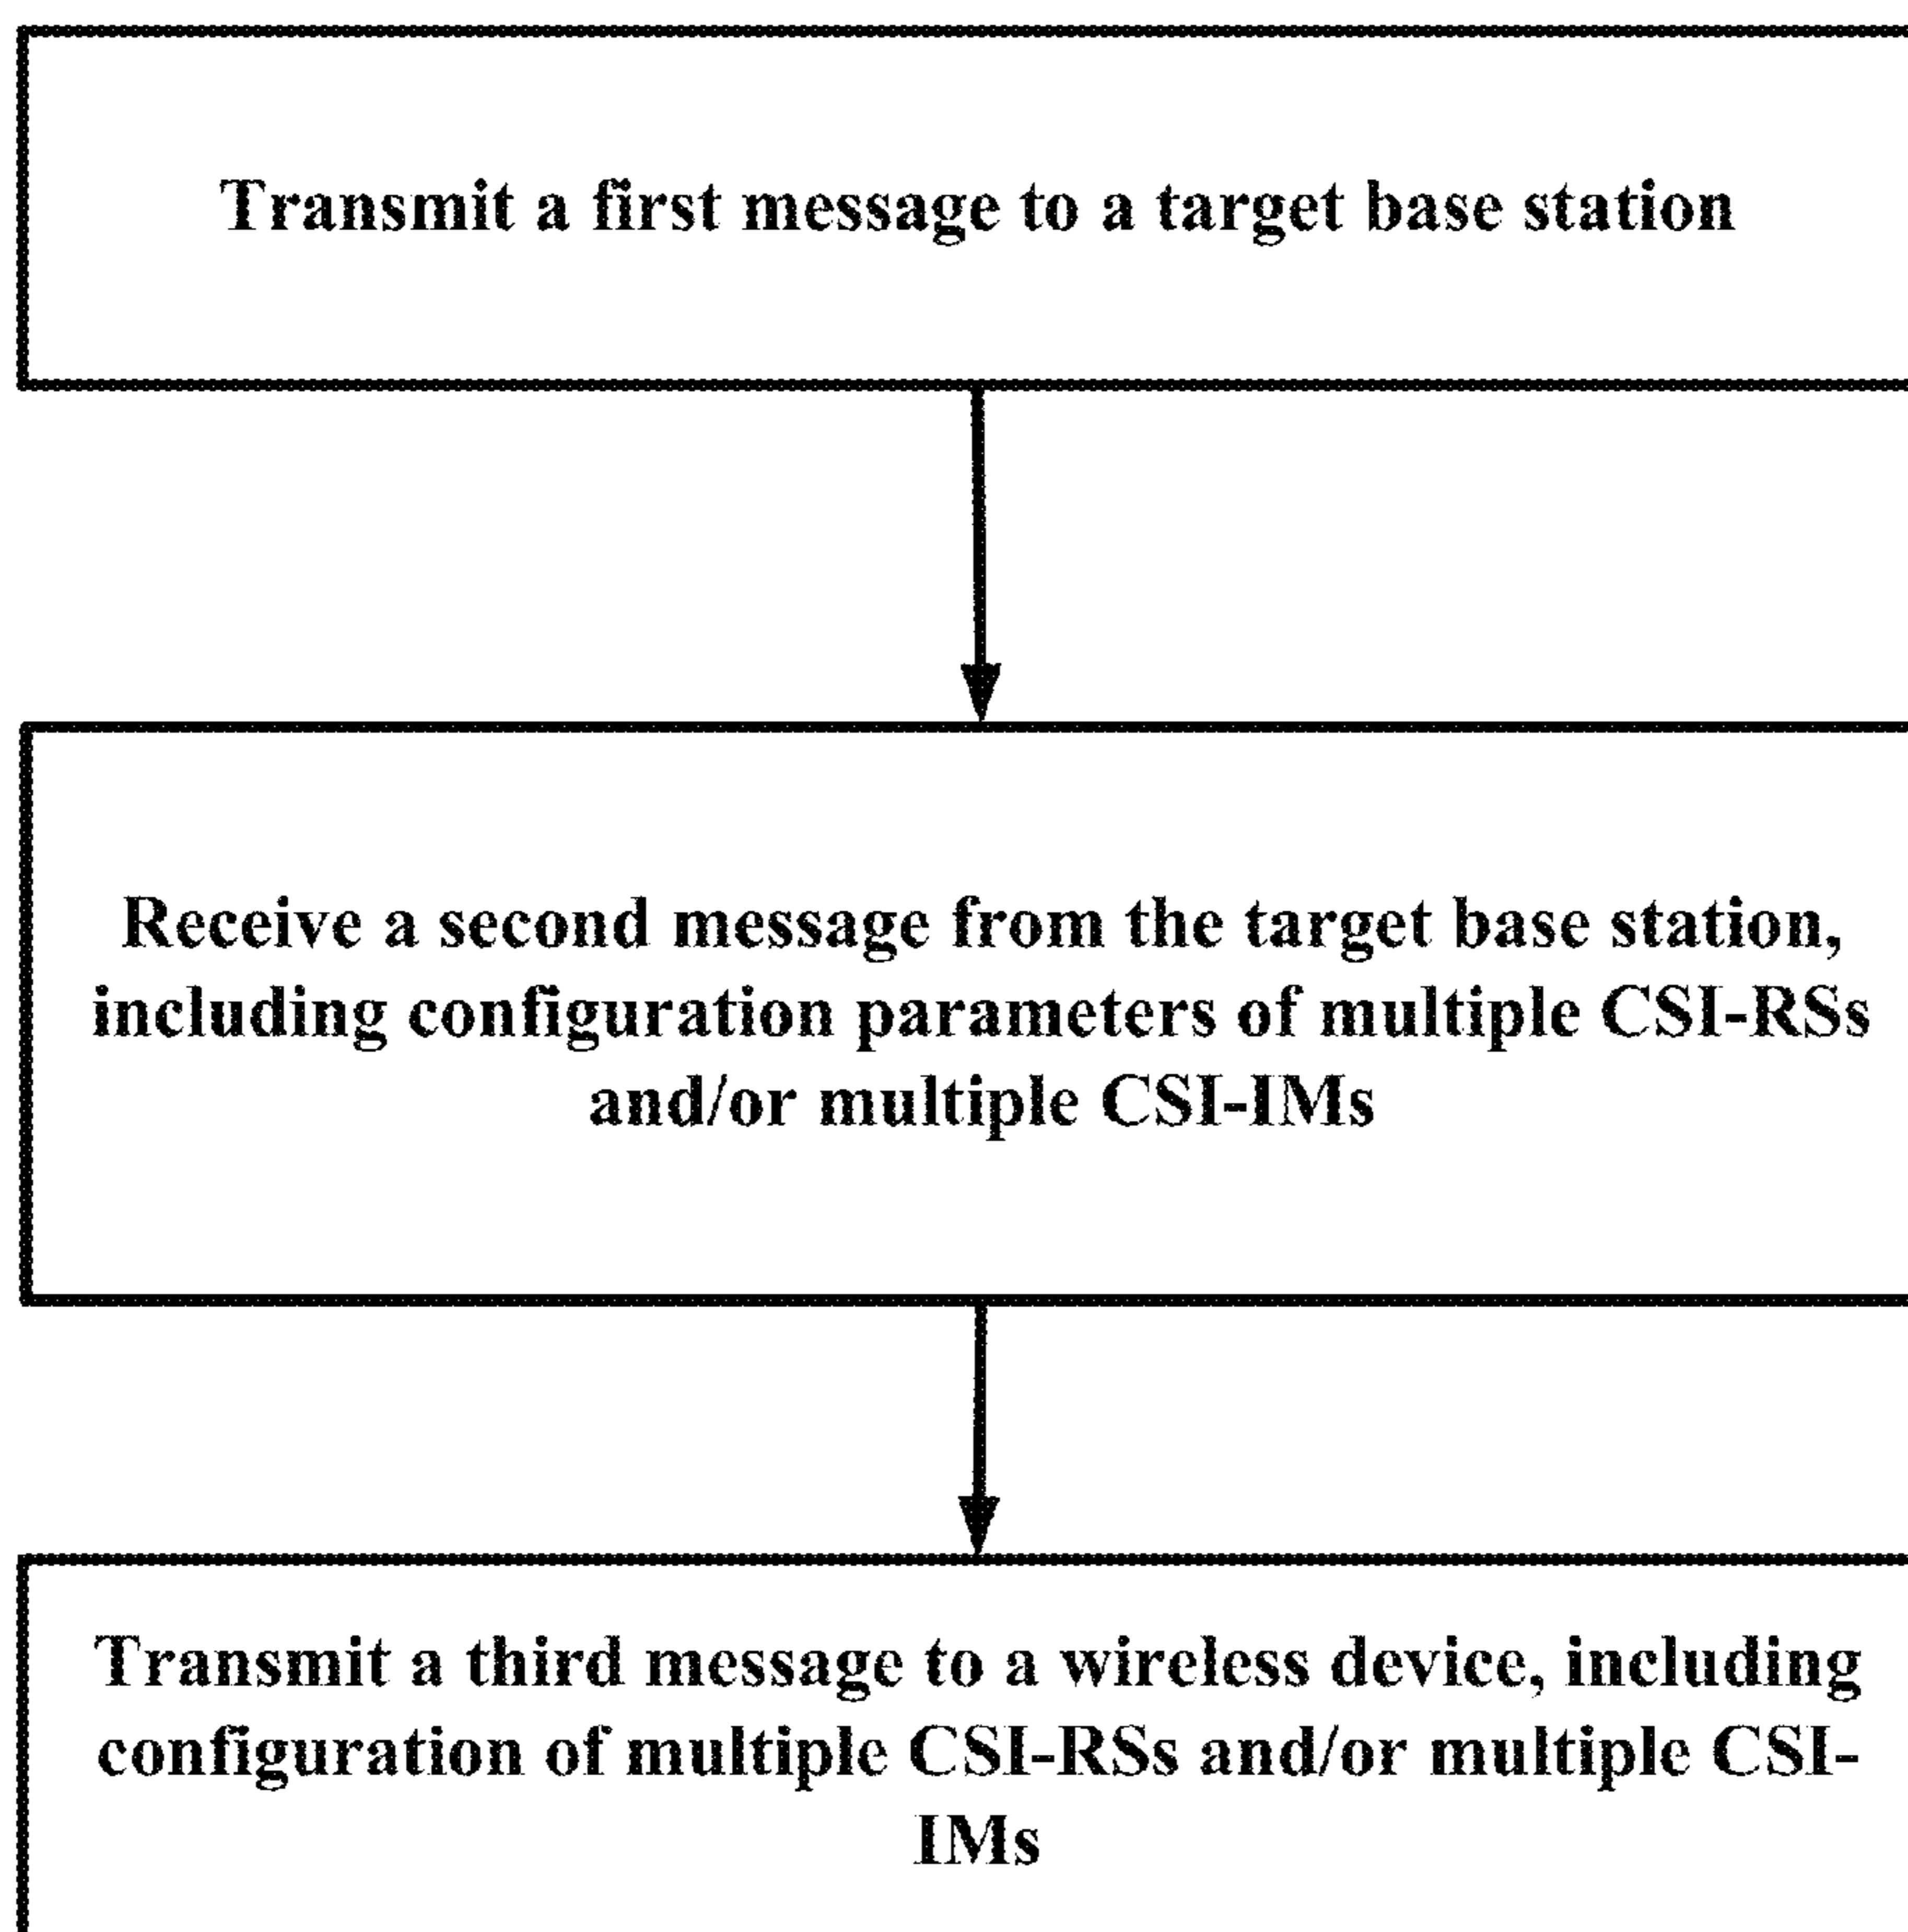 Transmit a first message to a target base station
Receive a second message from the target base station,
including configuration parameters of multiple CSI-RSs
and/or multiple CSI-IMs
Transmit a third message to a wireless device, including
configuration of multiple CSI-RSs and/or multiple CSI-
IMs